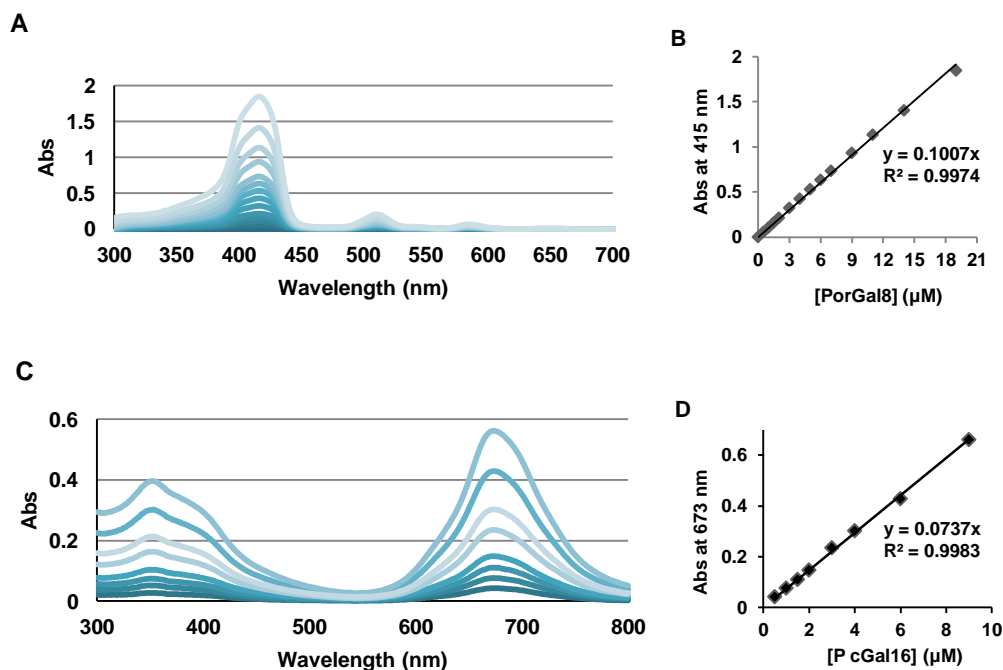 A
Abs
2
1.5
1
0.5
0
300 350 400 450 500 550 600 650 700
Wavelength (nm)
B
Abs at 415 nm
2
1.5
1
0.5
0
0 3 6 9 12 15 18 21
y = 0.1007x
R² = 0.9974
[PorGal8] (µM)
C
Abs
0.6
0.4
0.2
0
300 400 500 600 700 800
Wavelength (nm)
D
Abs at 673 nm
0.6
0.4
0.2
0
0 2 4 6 8 10
y = 0.0737x
R² = 0.9983
[P cGal16] (µM)